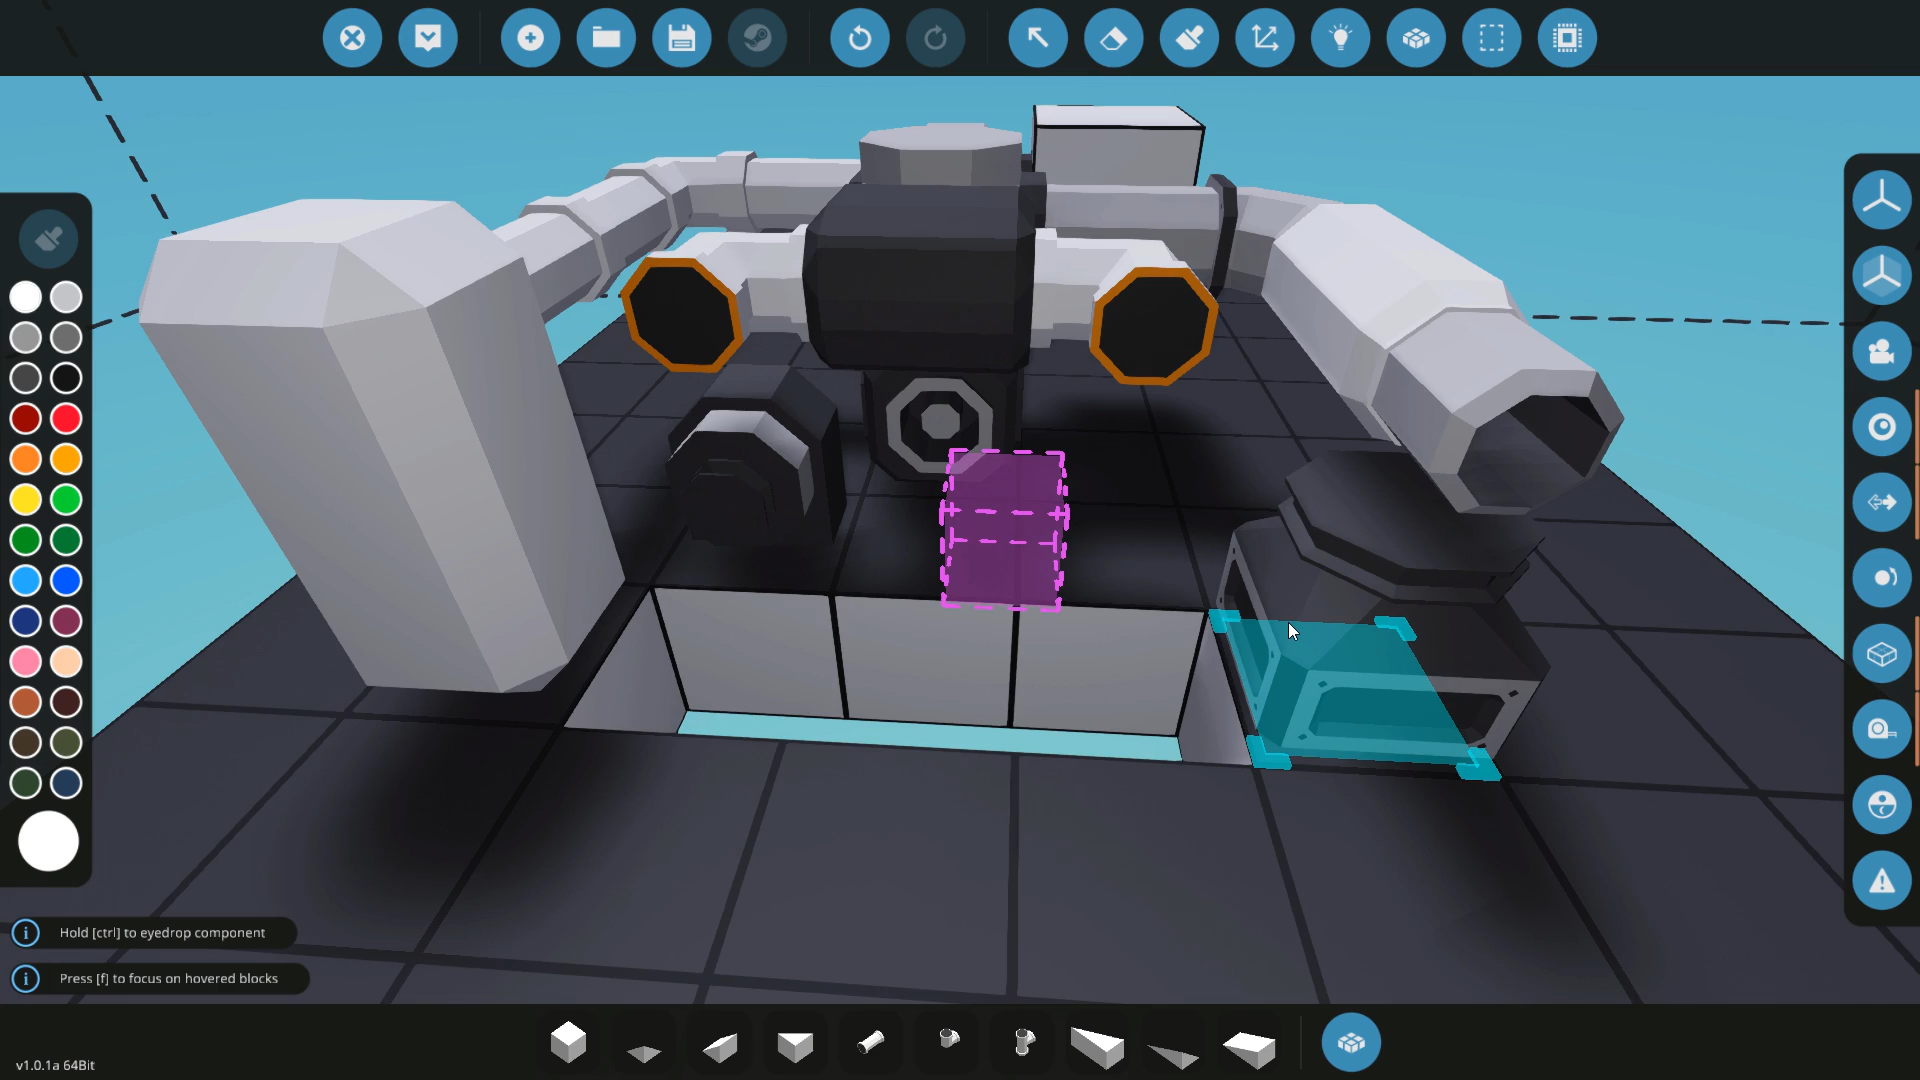 Hold [ctrl] to eyedrop component
Press [f] to focus on hovered blocks
v1.0.1a 64Bit